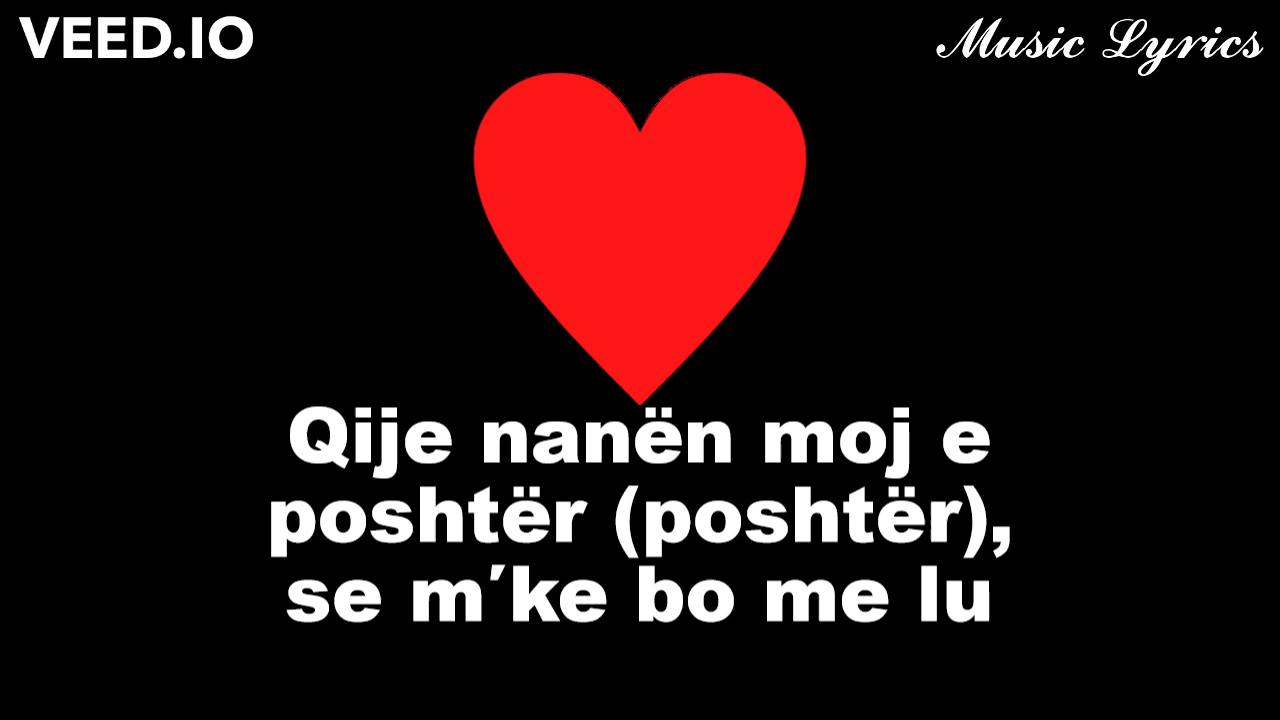 VEED.IO
Music Lyrics
Qije nanën moj e
poshtër (poshtër),
se m′ke bo me lu